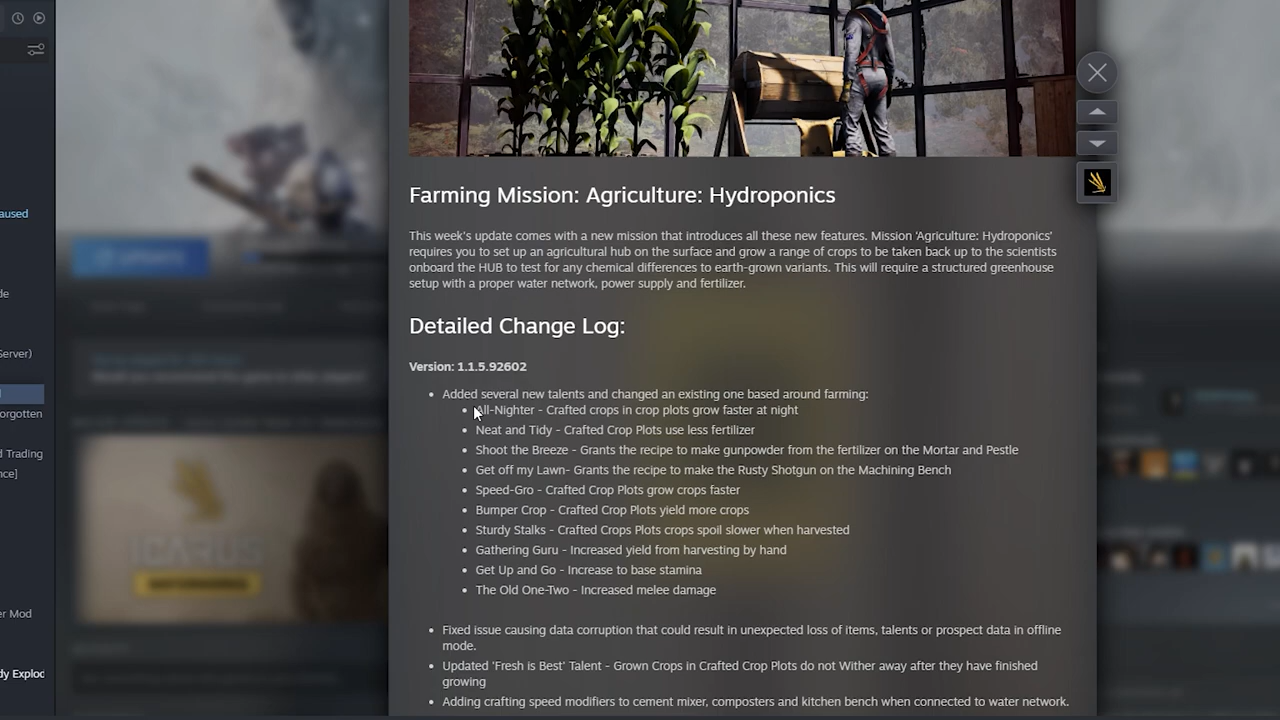 Farming Mission: Agriculture: Hydroponics
This week's update comes with a new mission that introduces all these new features. Mission 'Agriculture: Hydroponics'
requires you to set up an agricultural hub on the surface and grow a range of crops to be taken back up to the scientists
onboard the HUB to test for any chemical differences to earth-grown variants. This will require a structured greenhouse
setup with a proper water network, power supply and fertilizer.
Detailed Change Log:
Version: 1.1.5.92602
Added several new talents and changed an existing one based around farming:
All-Nighter - Crafted crops in crop plots grow faster at night
Neat and Tidy - Crafted Crop Plots use less fertilizer
Shoot the Breeze - Grants the recipe to make gunpowder from the fertilizer on the Mortar and Pestle
Get off my Lawn- Grants the recipe to make the Rusty Shotgun on the Machining Bench
Speed-Gro - Crafted Crop Plots grow crops faster
Bumper Crop - Crafted Crop Plots yield more crops
Sturdy Stalks - Crafted Crops Plots crops spoil slower when harvested
Gathering Guru - Increased yield from harvesting by hand
Get Up and Go - Increase to base stamina
The Old One-Two - Increased melee damage
Fixed issue causing data corruption that could result in unexpected loss of items, talents or prospect data in offline
mode.
Updated 'Fresh is Best' Talent - Grown Crops in Crafted Crop Plots do not Wither away after they have finished
growing
Adding crafting speed modifiers to cement mixer, composters and kitchen bench when connected to water network.
aused
de
Server)
orgotten
d Trading
nce]
er Mod
dy Explod
ICARUS